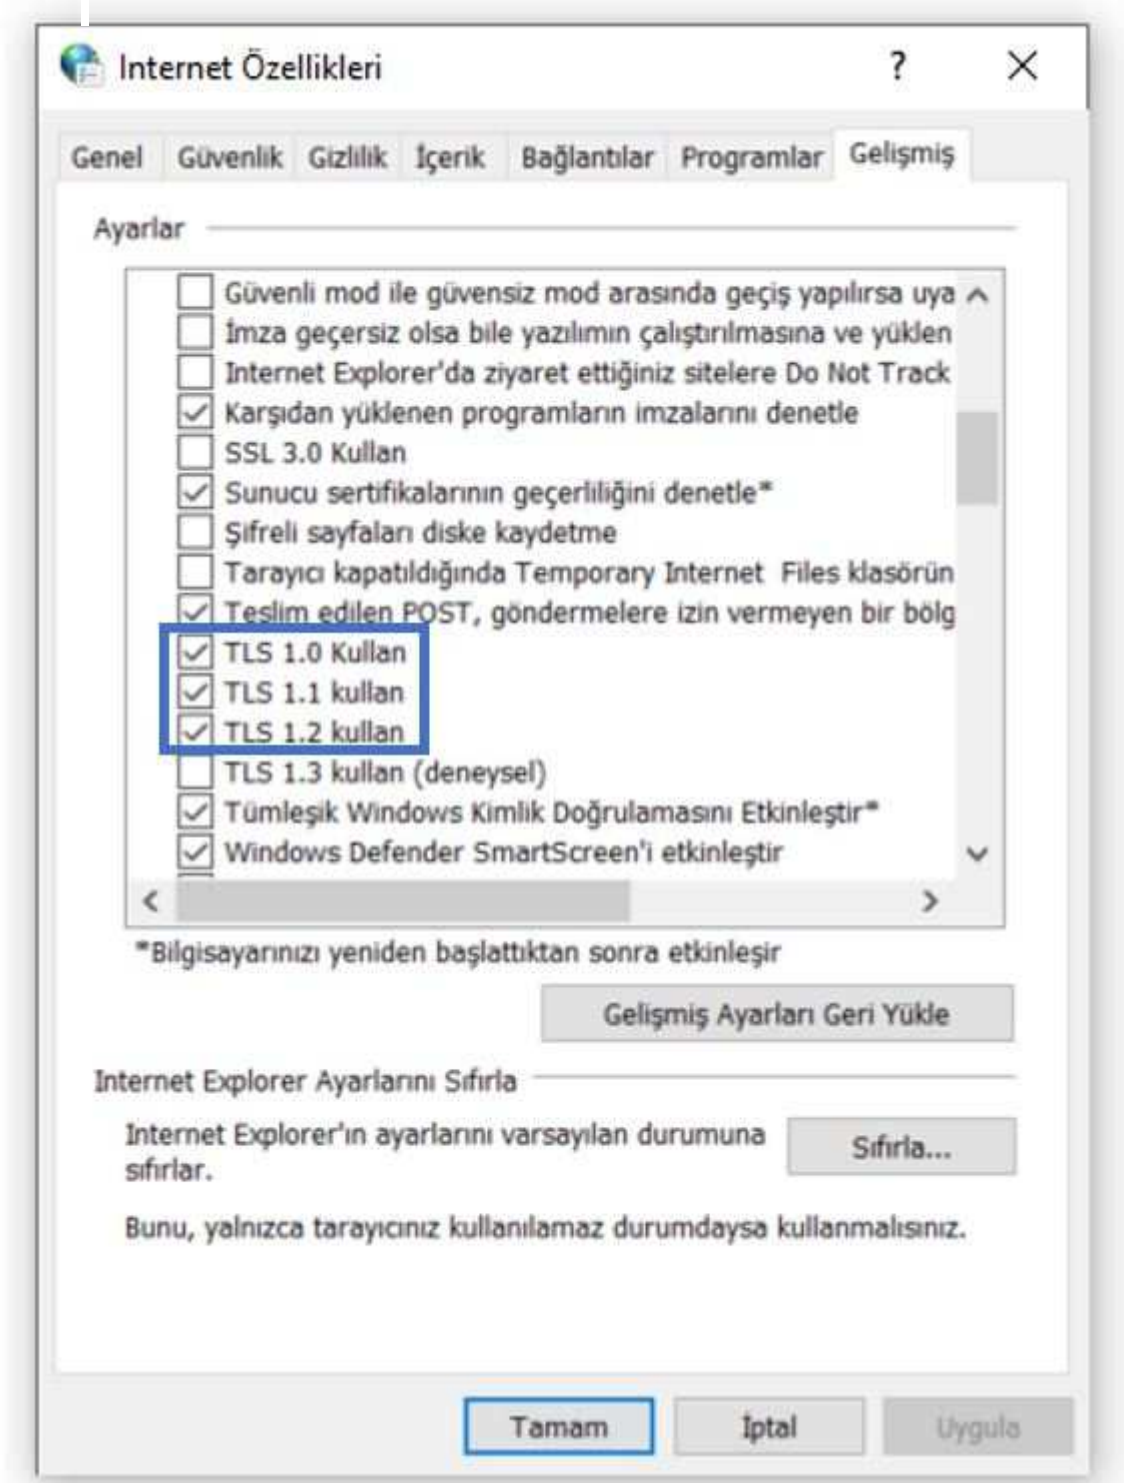 Internet Özellikleri
?
Genel Güvenlik Gizlilik İçerik Bağlantılar Programlar Gelişmiş
Ayarlar
Güvenli mod ile güvensiz mod arasında geçiş yapılırsa uya
İmza geçersiz olsa bile yazılımın çalıştırılmasına ve yüklen
Internet Explorer'da ziyaret ettiğiniz sitelere Do Not Track
Karşıdan yüklenen programların imzalarını denetle
SSL 3.0 Kullan
Sunucu sertifikalarının geçerliliğini denetle*
Şifreli sayfaları diske kaydetme
Tarayıcı kapatıldığında Temporary Internet Files klasörün
Teslim edilen POST, göndermelere izin vermeyen bir bölg
TLS 1.0 Kullan
TLS 1.1 kullan
TLS 1.2 kullan
TLS 1.3 kullan (deneysel)
Tümleşik Windows Kimlik Doğrulamasını Etkinleştir*
Windows Defender SmartScreen'i etkinleştir
*Bilgisayarınızı yeniden başlattıktan sonra etkinleşir
Gelişmiş Ayarları Geri Yükle
Internet Explorer Ayarlarını Sıfırla
Internet Explorer'ın ayarlarını varsayılan durumuna
sıfırlar.
Sıfırla...
Bunu, yalnızca tarayıcınız kullanılamaz durumdaysa kullanmalısınız.
Tamam İptal Uygula